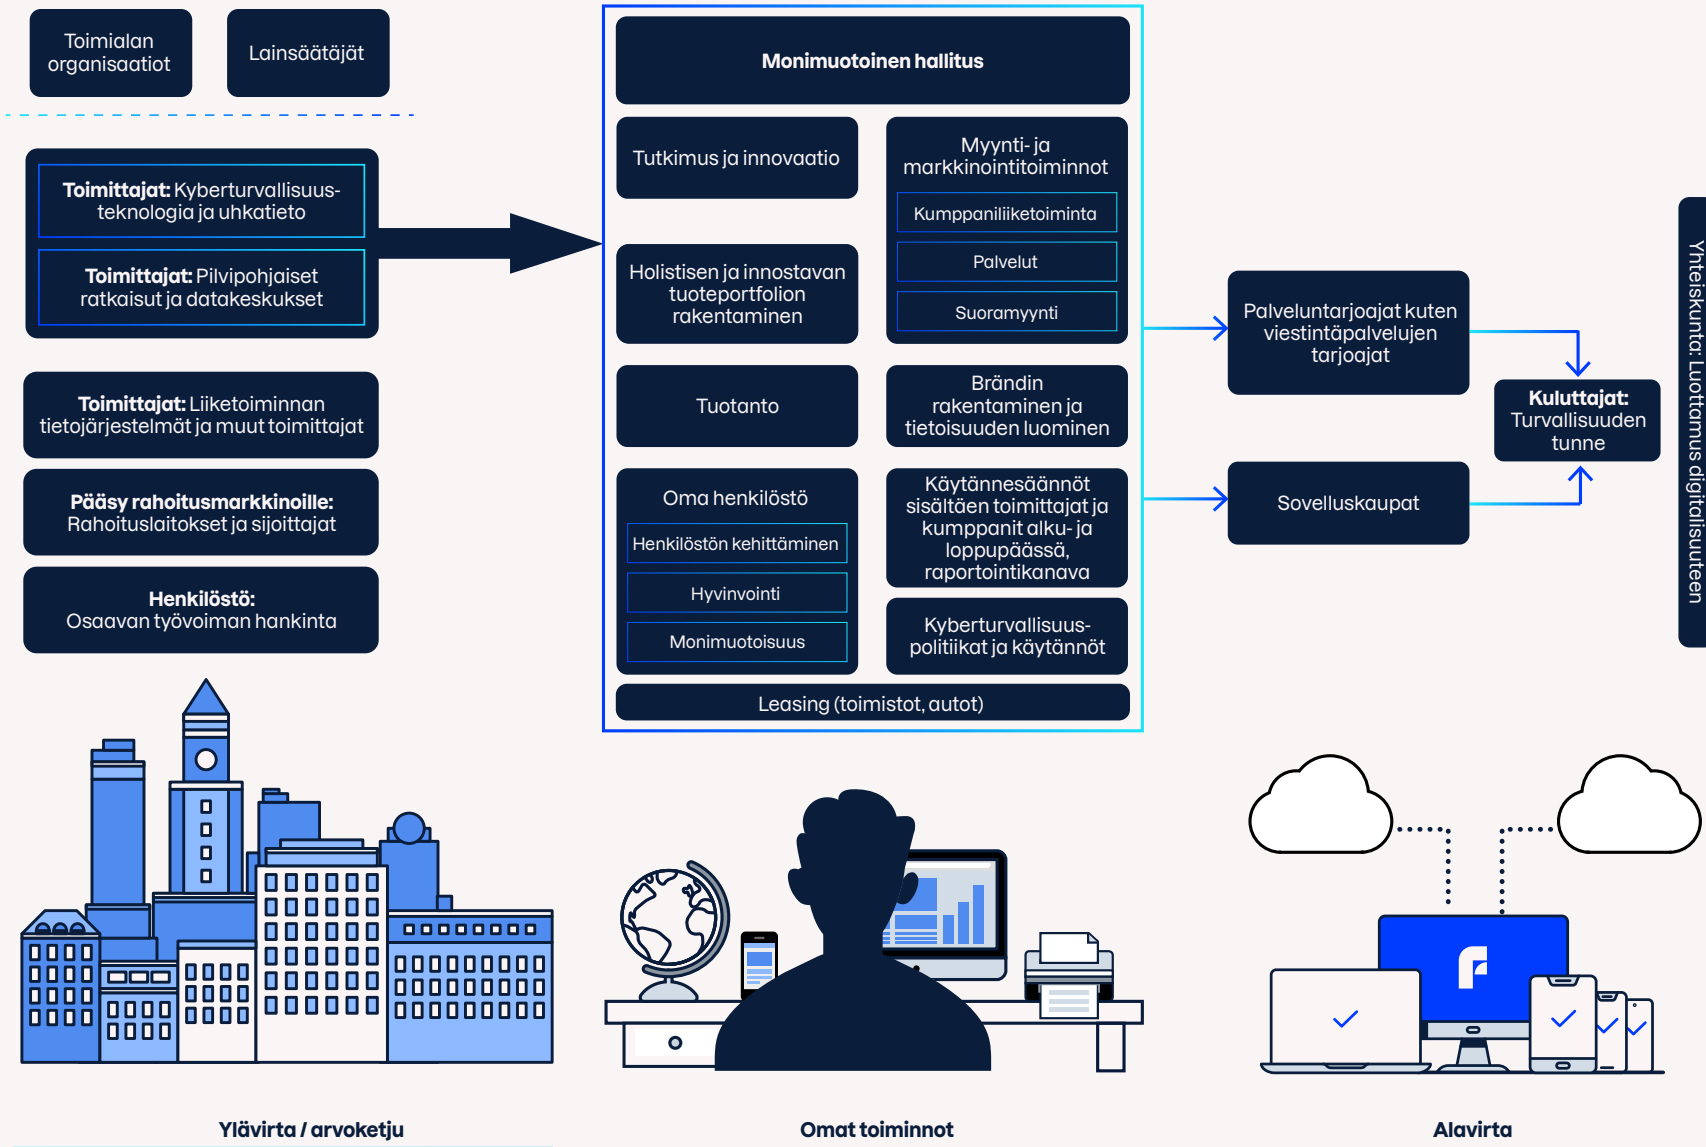 Toimialan
organisaatiot
Lainsäätäjät
Toimittajat: Kyberturvallisuus-
teknologia ja uhkatieto
Toimittajat: Pilvipohjaiset
ratkaisut ja datakeskukset
Toimittajat: Liiketoiminnan
tietojärjestelmät ja muut toimittajat
Pääsy rahoitusmarkkinoille:
Rahoituslaitokset ja sijoittajat
Henkilöstö:
Osaavan työvoiman hankinta
Monimuotoinen hallitus
Tutkimus ja innovaatio
Holistisen ja innostavan
tuoteportfolion
rakentaminen
Tuotanto
Oma henkilöstö
Henkilöstön kehittäminen
Hyvinvointi
Monimuotoisuus
Myynti- ja
markkinointitoiminnot
Kumppaniliiketoiminta
Palvelut
Suoramyynti
Brändin
rakentaminen ja
tietoisuuden luominen
Käytännesäännöt
sisältäen toimittajat ja
kumppanit alku- ja
loppupäässä,
raportointikanava
Kyberturvallisuus-
politiikat ja käytännöt
Leasing (toimistot, autot)
Palveluntarjoajat kuten
viestintäpalvelujen
tarjoajat
Sovelluskaupat
Kuluttajat:
Turvallisuuden
tunne
Yhteiskunta: Luottamus digitalisuuteen
Ylävirta / arvoketju
Omat toiminnot
Alavirta